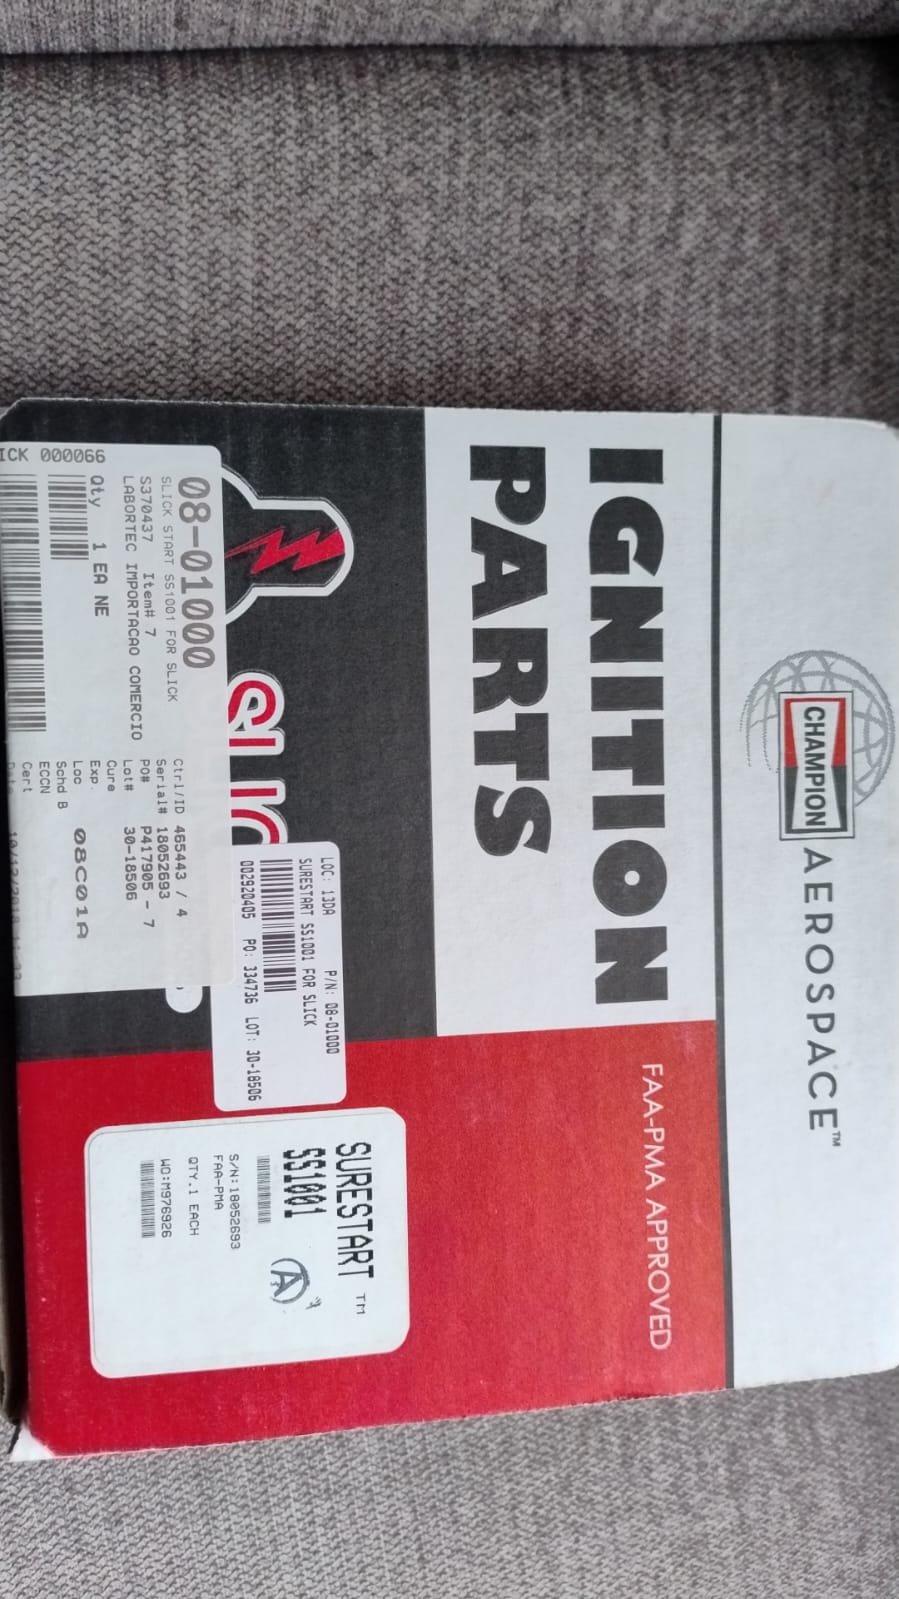 CHAMPION
AEROSPACE™
IGNITION
PARTS
FAA-PMA APPROVED
08-01000
SLICK START SS1001 FOR SLICK
S370437 Item# 7
LABORTEC IMPORTACAO COMERCIO
Qty 1 EA NE
ICK 000066
Ctrl/ID 465443 / 4
Serial# 18052693
PO# P417905 - 7
Lot# 30-18506
Cure
Exp.
Loc 08C01A
Schd B
ECCN
Cert
LOC: 13DA P/N: 08-01000
SURESTART SS1001 FOR SLICK
002920405 PO: 334736 LOT: 30-18506
SURESTART ™
SS1001
S/N:18052693
FAA-PMA
QTY.1 EACH
WO:M976926
A